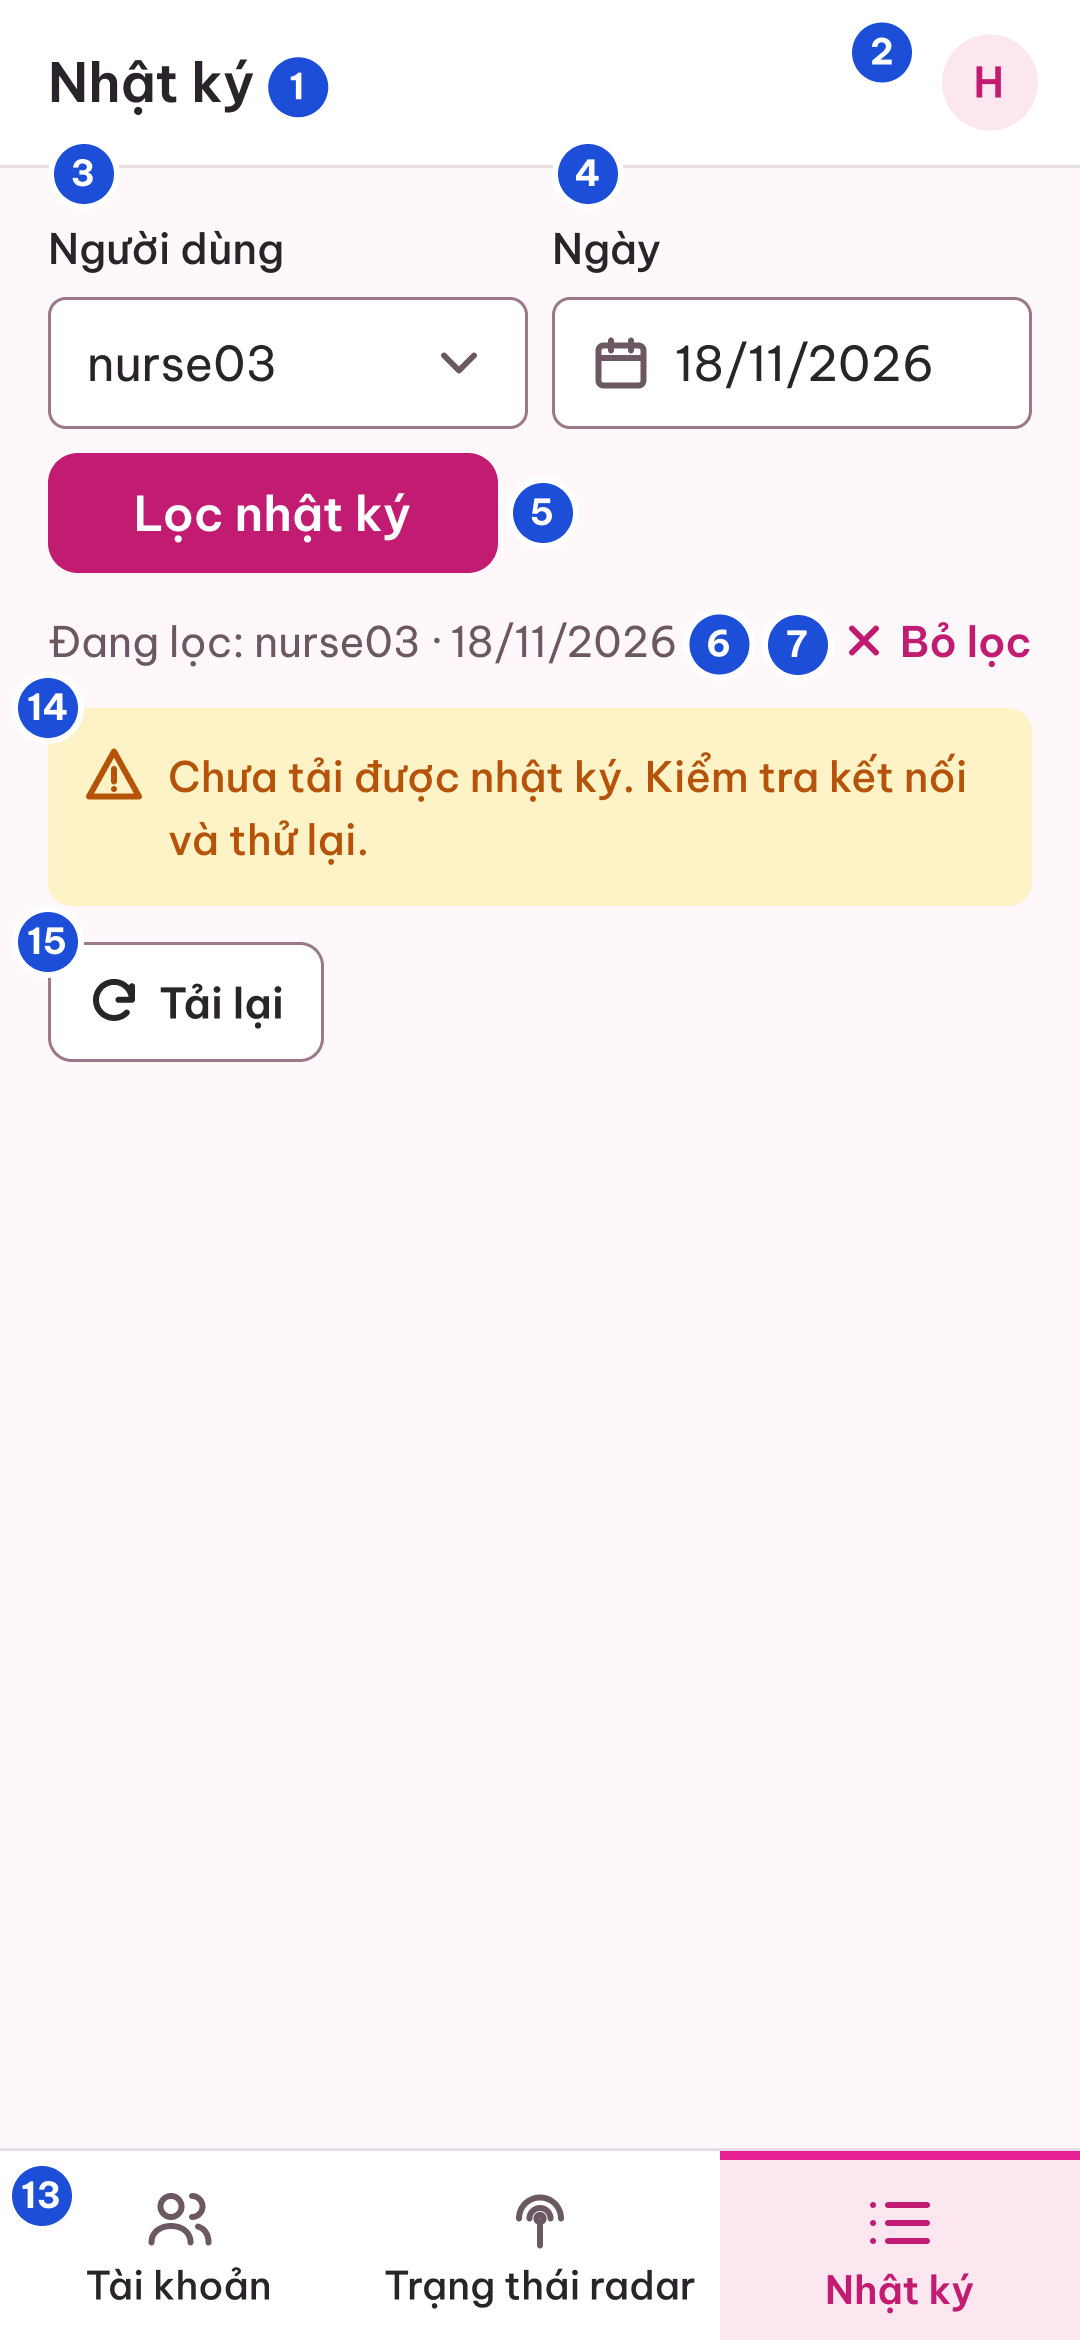 Nhật ký 1
2
H
3
4
Người dùng
Ngày
nurse03
18/11/2026
Lọc nhật ký
5
Đang lọc: nurse03 · 18/11/2026 6 7 Bỏ lọc
14
Chưa tải được nhật ký. Kiểm tra kết nối
và thử lại.
15
Tải lại
13
Tài khoản
Trạng thái radar
Nhật ký